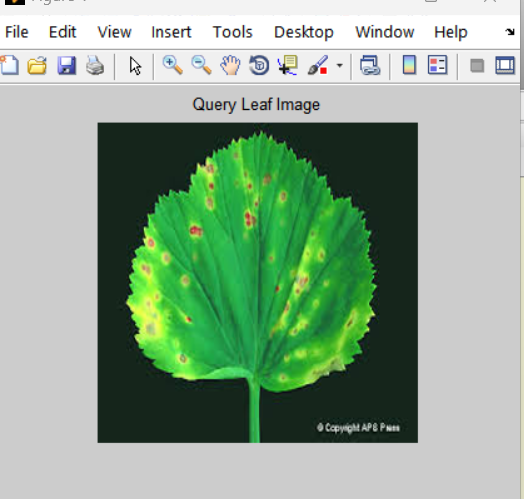 File Edit View Insert Tools Desktop Window Help
Query Leaf Image
© Copyright APS Press